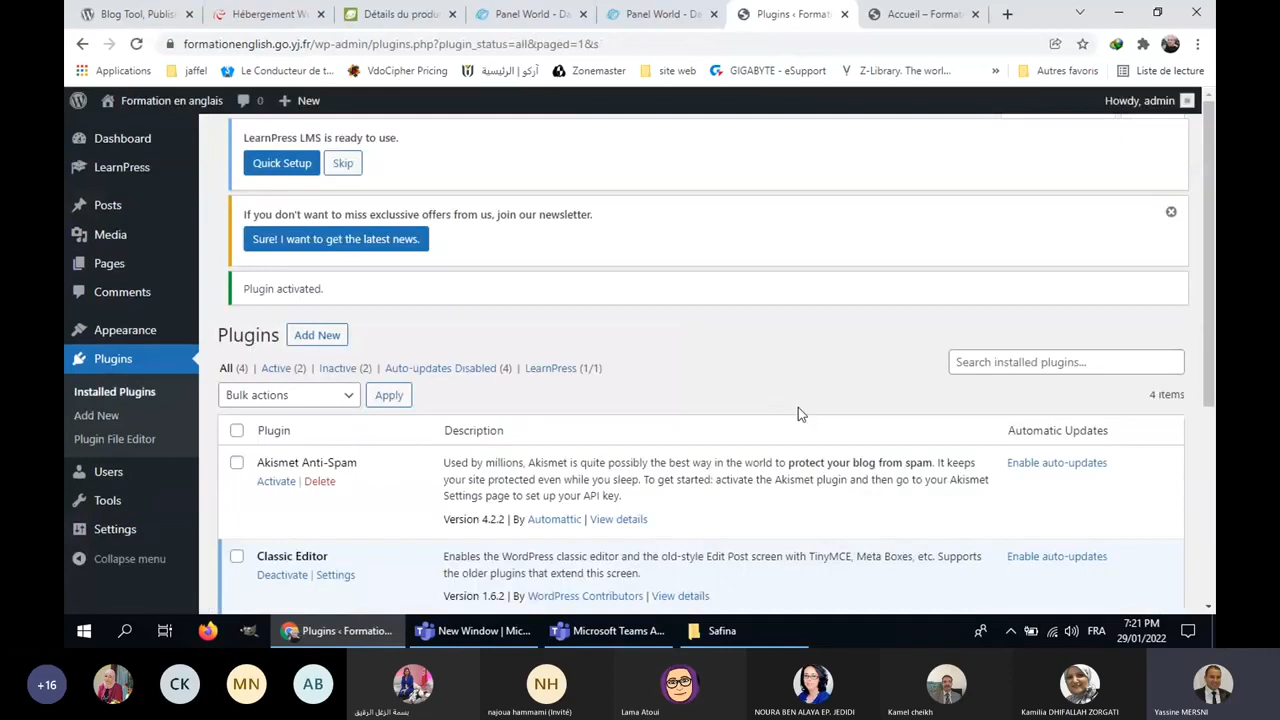 Blog Tool, Publis
Hébergement W
Détails du produ
Panel World - Da
Panel World - Da
Plugins ‹ Format
Accueil – Format
formationenglish.go.yj.fr/wp-admin/plugins.php?plugin_status=all&paged=1&s
Applications
jaffel
Le Conducteur de t...
VdoCipher Pricing
آركو | الرئيسية
Zonemaster
site web
GIGABYTE - eSupport
Z-Library. The worl...
»
Autres favoris
Liste de lecture
Formation en anglais
0
New
Howdy, admin
Dashboard
LearnPress
Posts
Media
Pages
Comments
Appearance
Plugins
Installed Plugins
Add New
Plugin File Editor
Users
Tools
Settings
Collapse menu
LearnPress LMS is ready to use.
Quick Setup
Skip
If you don't want to miss exclussive offers from us, join our newsletter.
Sure! I want to get the latest news.
Plugin activated.
Plugins
Add New
Search installed plugins...
All (4) | Active (2) | Inactive (2) | Auto-updates Disabled (4) | LearnPress (1/1)
Bulk actions
Apply
4 items
Plugin
Description
Automatic Updates
Akismet Anti-Spam
Activate | Delete
Used by millions, Akismet is quite possibly the best way in the world to protect your blog from spam. It keeps
your site protected even while you sleep. To get started: activate the Akismet plugin and then go to your Akismet
Settings page to set up your API key.
Version 4.2.2 | By Automattic | View details
Enable auto-updates
Classic Editor
Deactivate | Settings
Enables the WordPress classic editor and the old-style Edit Post screen with TinyMCE, Meta Boxes, etc. Supports
the older plugins that extend this screen.
Version 1.6.2 | By WordPress Contributors | View details
Enable auto-updates
Plugins ‹ Formatio...
New Window | Mic...
Microsoft Teams A...
Safina
FRA
7:21 PM
29/01/2022
+16
CK
MN
AB
بسمة الزغل الرقيق
NH
najoua hammami (Invité)
Lama Atoui
NOURA BEN ALAYA EP. JEDIDI
Kamel cheikh
Kamilia DHIFALLAH ZORGATI
Yassine MERSNI